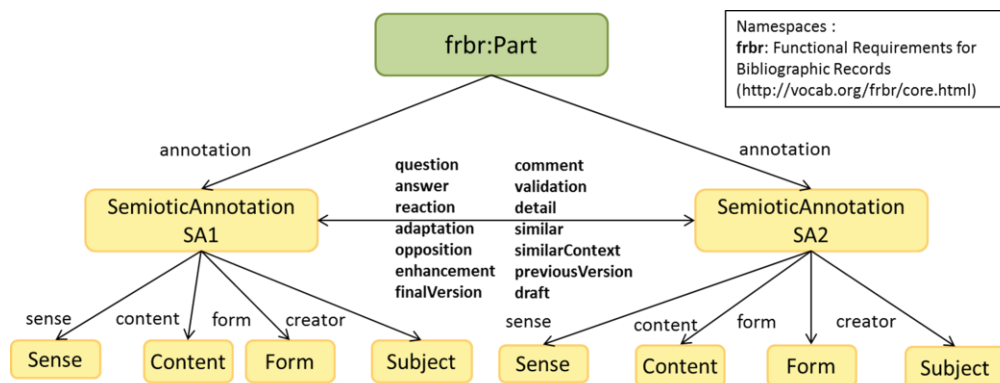 frbr:Part
Namespaces :
frbr: Functional Requirements for
Bibliographic Records
(http://vocab.org/frbr/core.html)
annotation
annotation
SemioticAnnotation
SA1
question
answer
reaction
adaptation
opposition
enhancement
finalVersion
comment
validation
detail
similar
similarContext
previousVersion
draft
SemioticAnnotation
SA2
sense
content
form
creator
sense
content
form
creator
Sense
Content
Form
Subject
Sense
Content
Form
Subject